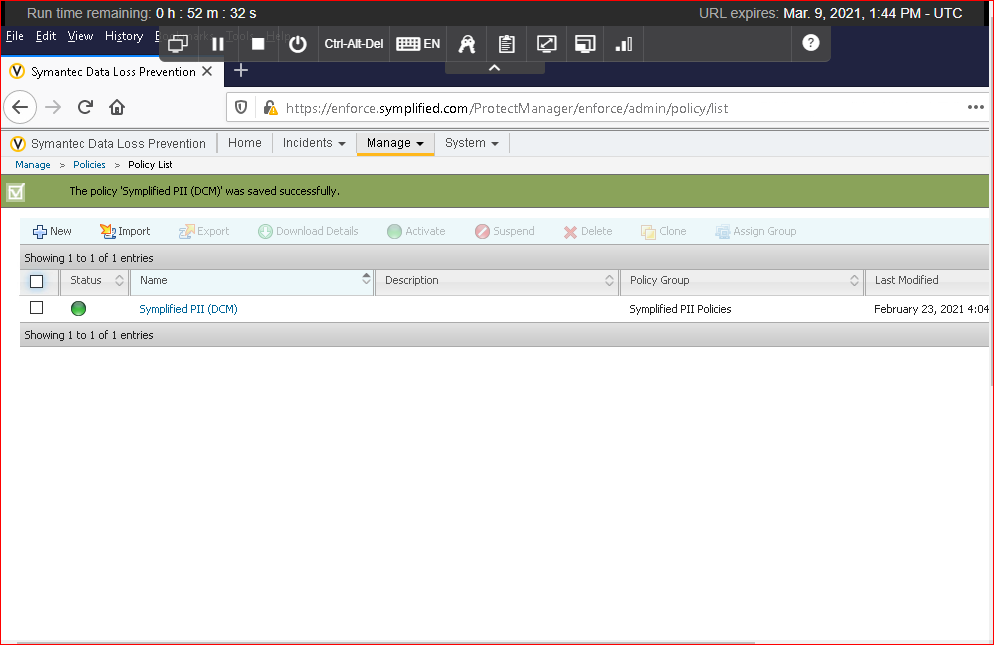 Run time remaining: 0 h : 52 m : 32 s
URL expires: Mar. 9, 2021, 1:44 PM - UTC
File Edit View History
Ctrl-Alt-Del EN ?
Symantec Data Loss Prevention
https://enforce.symplified.com/ProtectManager/enforce/admin/policy/list
Symantec Data Loss Prevention Home Incidents Manage System
Manage > Policies > Policy List
The policy 'Symplified PII (DCM)' was saved successfully.
New Import Export Download Details Activate Suspend Delete Clone Assign Group
Showing 1 to 1 of 1 entries
Status Name Description Policy Group Last Modified
Symplified PII (DCM) Symplified PII Policies February 23, 2021 4:04
Showing 1 to 1 of 1 entries